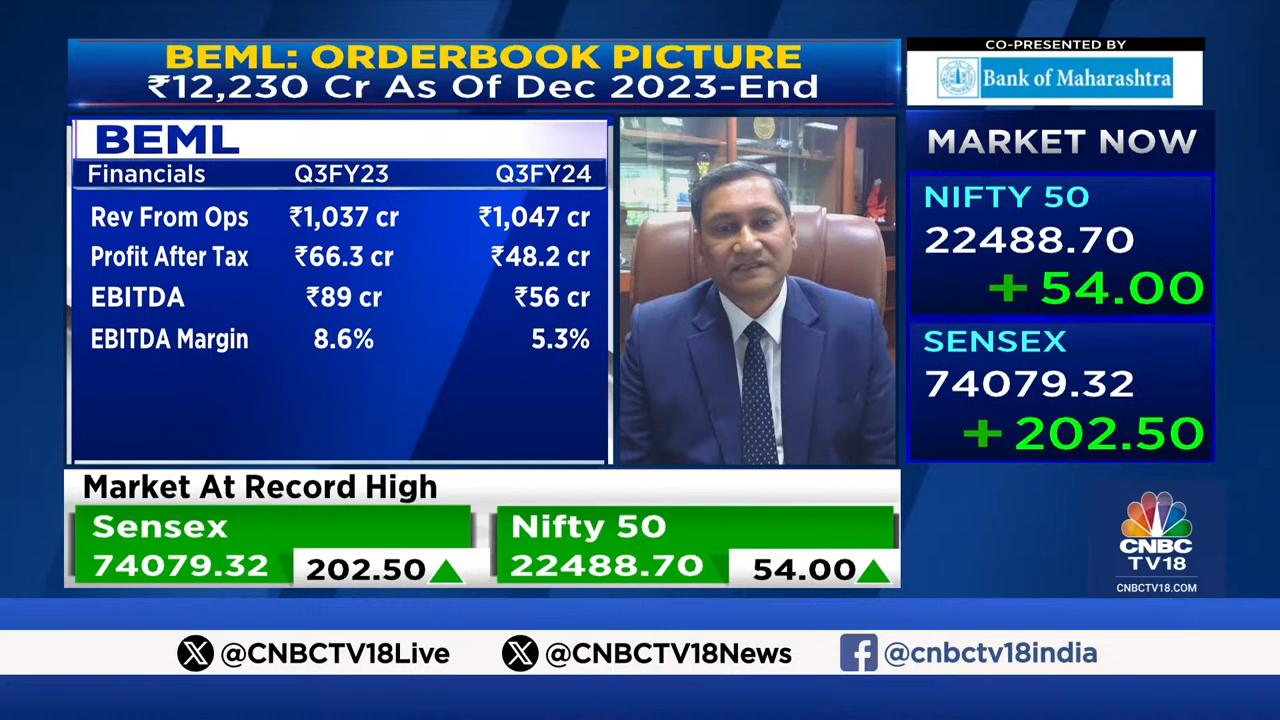 BEML: ORDERBOOK PICTURE
₹12,230 Cr As Of Dec 2023-End
CO-PRESENTED BY
Bank of Maharashtra
BEML
Financials Q3FY23 Q3FY24
Rev From Ops ₹1,037 cr ₹1,047 cr
Profit After Tax ₹66.3 cr ₹48.2 cr
EBITDA ₹89 cr ₹56 cr
EBITDA Margin 8.6% 5.3%
MARKET NOW
NIFTY 50
22488.70
+ 54.00
SENSEX
74079.32
+ 202.50
Market At Record High
Sensex
74079.32 202.50
Nifty 50
22488.70 54.00
CNBC
TV18
CNBCTV18.COM
@CNBCTV18Live @CNBCTV18News @cnbctv18india